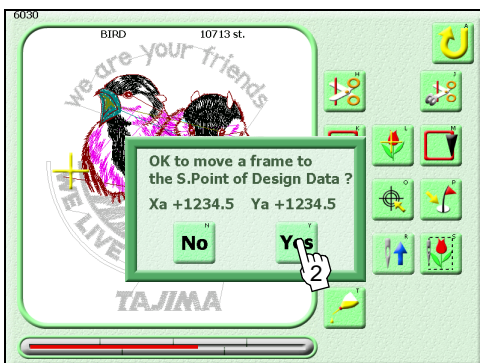 6030
BIRD 10713 st.
A
we are your friends
H J
K L M
OK to move a frame to
the S.Point of Design Data ?
Xa +1234.5 Ya +1234.5
O P
N Y
No Yes
R S
2
WE LIVE
TAJIMA
T